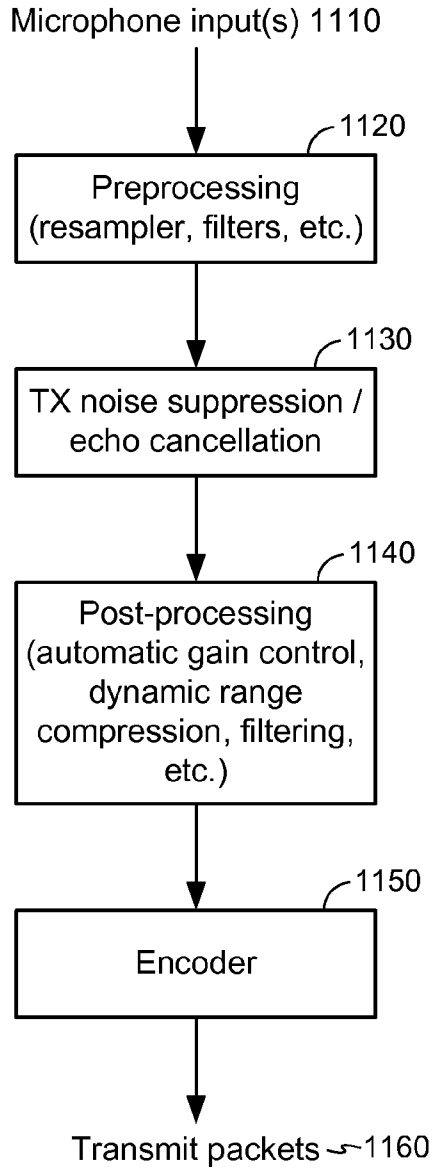 Microphone input(s) 1110
1120
Preprocessing
(resampler, filters, etc.)
1130
TX noise suppression /
echo cancellation
1140
Post-processing
(automatic gain control,
dynamic range
compression, filtering,
etc.)
1150
Encoder
Transmit packets 1160